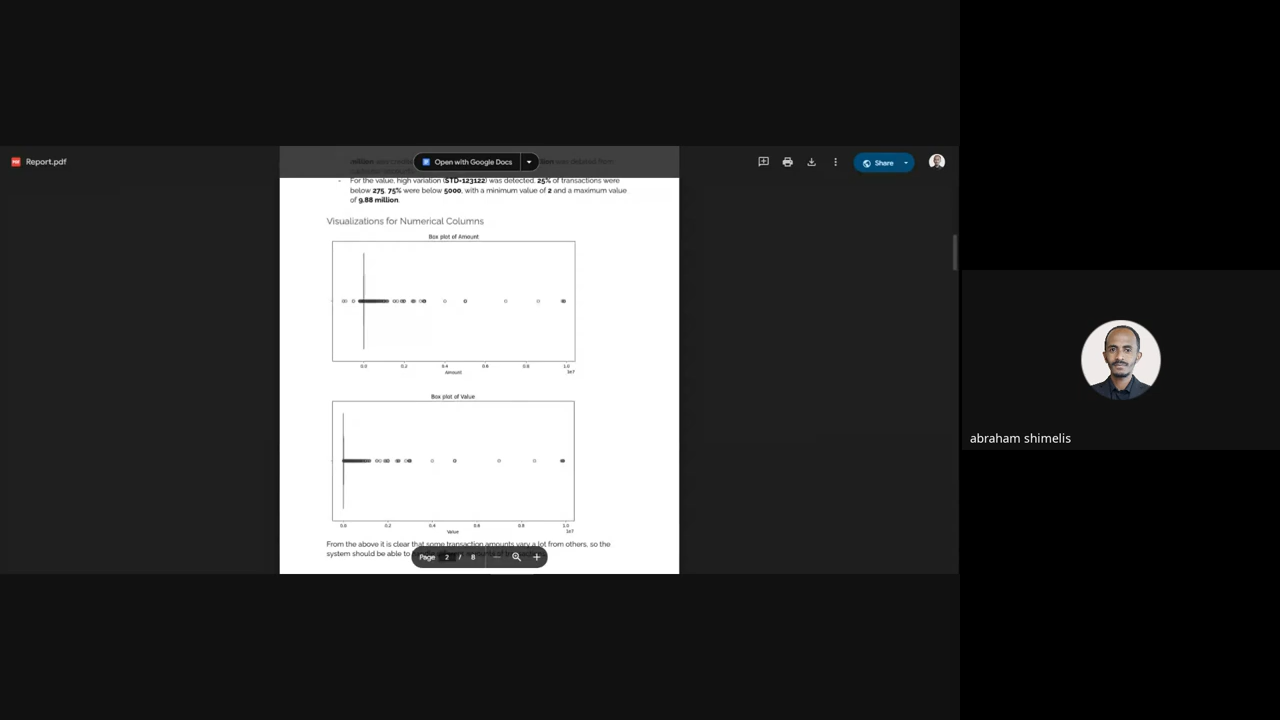 Report.pdf
Open with Google Docs
Share
million
was detailed from
- For the value, high variation (STD-123122) was detected. 25% of transactions were
below 275, 75% were below 5000, with a minimum value of 2 and a maximum value
of 9.88 million.
Visualizations for Numerical Columns
Box plot of Amount
0.0 0.2 0.4 0.6 0.8 1.0
1e7
Amount
Box plot of Value
0.0 0.2 0.4 0.6 0.8 1.0
1e7
Value
From the above it is clear that some transaction amounts vary a lot from others, so the
system should be able to
Page 2 / 8
abraham shimelis